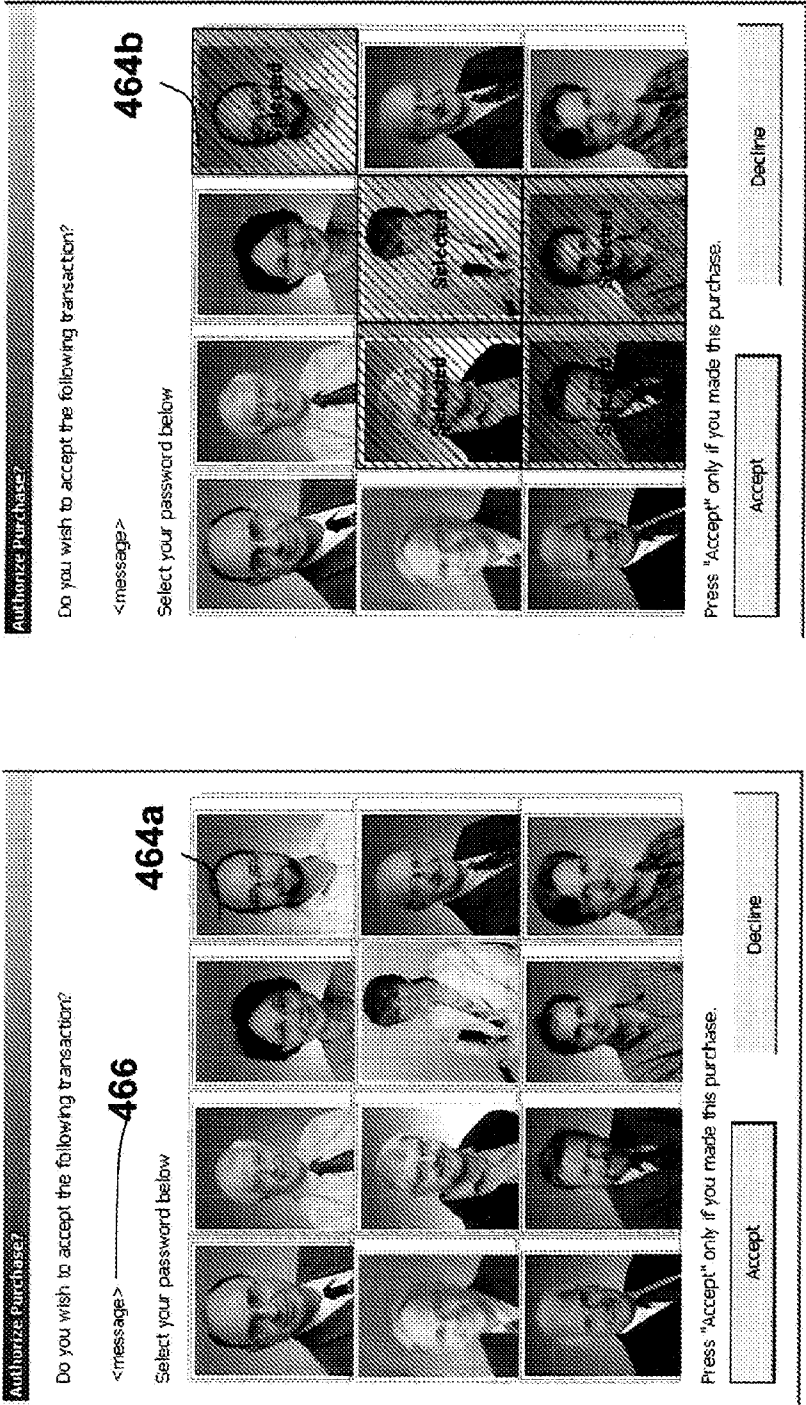 Authorize Purchase?
Do you wish to accept the following transaction?
<message>
466
464a
Select your password below
Press "Accept" only if you made this purchase.
Accept
Decline
Authorize Purchase?
Do you wish to accept the following transaction?
<message>
464b
Select your password below
Selected
Selected
Selected
Selected
Selected
Press "Accept" only if you made this purchase.
Accept
Decline